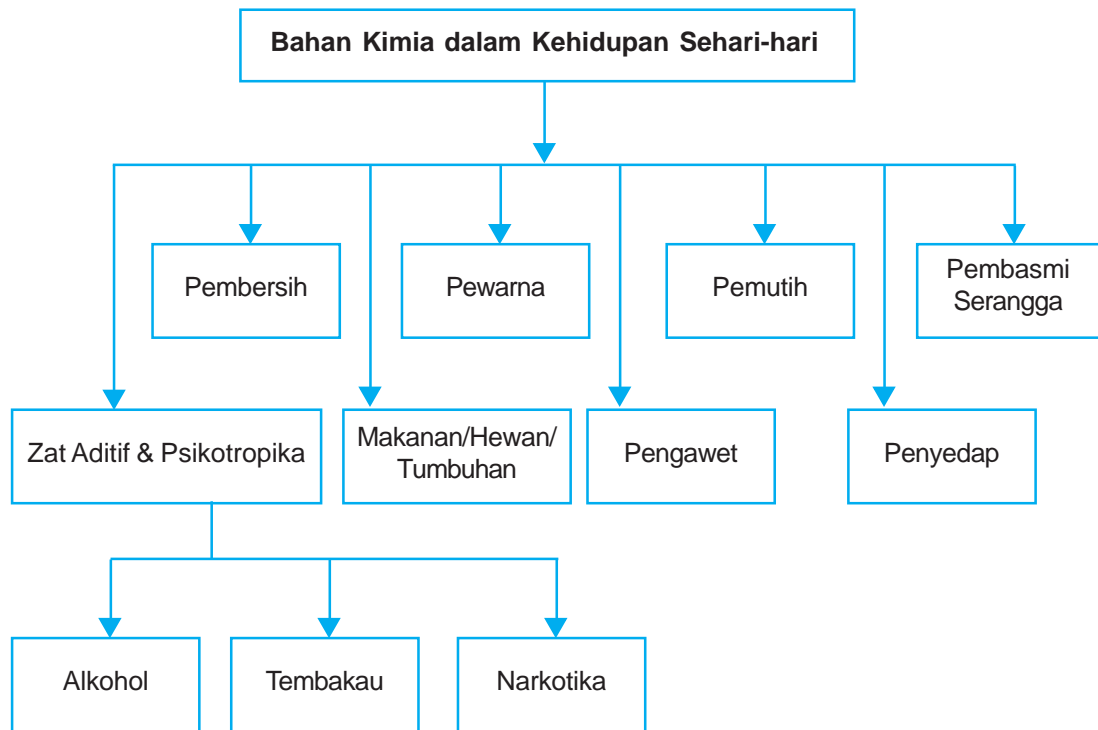 Bahan Kimia dalam Kehidupan Sehari-hari
Pembersih
Pewarna
Pemutih
Pembasmi
Serangga
Zat Aditif & Psikotropika
Makanan/Hewan/
Tumbuhan
Pengawet
Penyedap
Alkohol
Tembakau
Narkotika